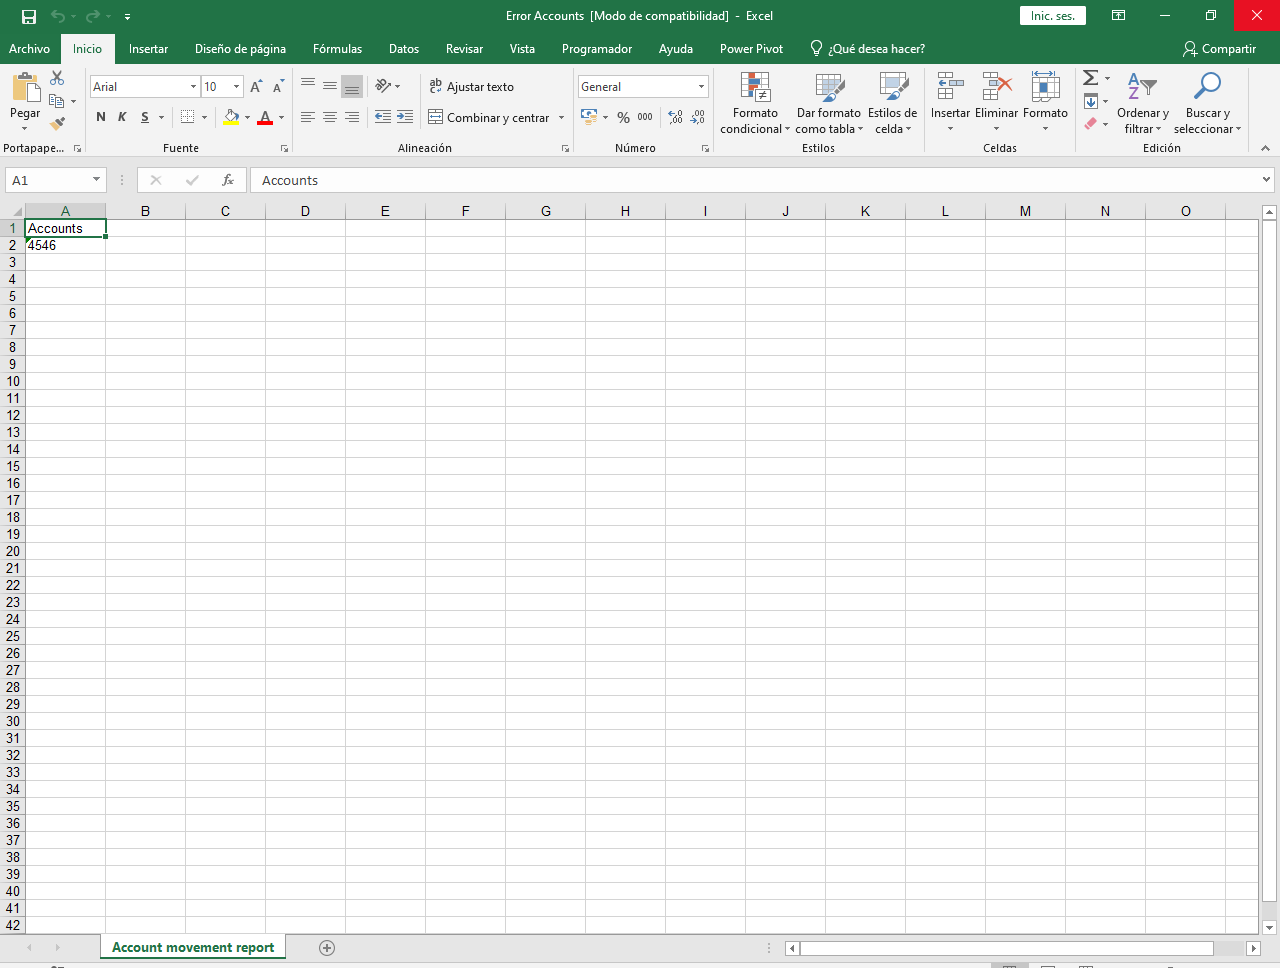 Error Accounts [Modo de compatibilidad] - Excel
Inic. ses.
Archivo Inicio Insertar Diseño de página Fórmulas Datos Revisar Vista Programador Ayuda Power Pivot ¿Qué desea hacer? Compartir
Pegar
Portapape...
Arial 10
N K S A
Fuente
Ajustar texto
Combinar y centrar
Alineación
General
% 000
Número
Formato condicional
Dar formato como tabla
Estilos de celda
Estilos
Insertar Eliminar Formato
Celdas
Ordenar y filtrar
Buscar y seleccionar
Edición
A1 fx Accounts
A B C D E F G H I J K L M N O
1 Accounts
2 4546
3
4
5
6
7
8
9
10
11
12
13
14
15
16
17
18
19
20
21
22
23
24
25
26
27
28
29
30
31
32
33
34
35
36
37
38
39
40
41
42
Account movement report